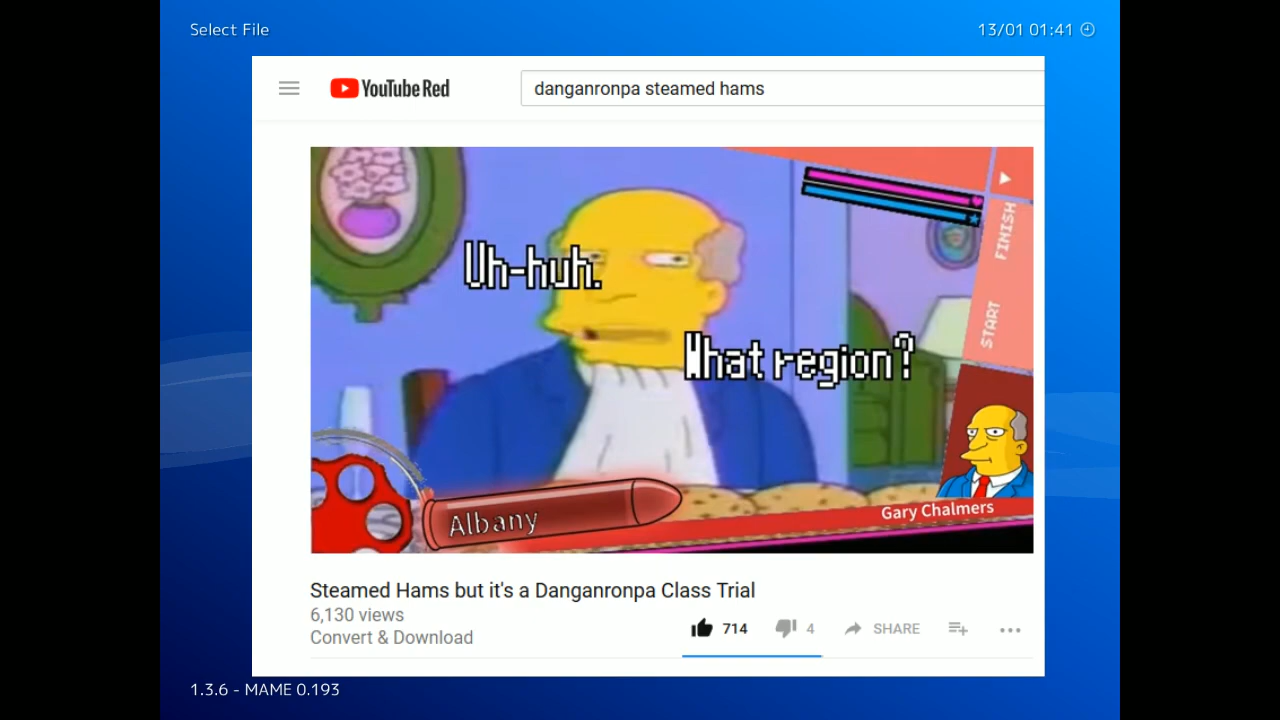 Select File
13/01 01:41
YouTube Red
danganronpa steamed hams
Uh-huh.
What region?
FINISH
START
Albany
Gary Chalmers
Steamed Hams but it's a Danganronpa Class Trial
6,130 views
714 4 SHARE
Convert & Download
1.3.6 - MAME 0.193